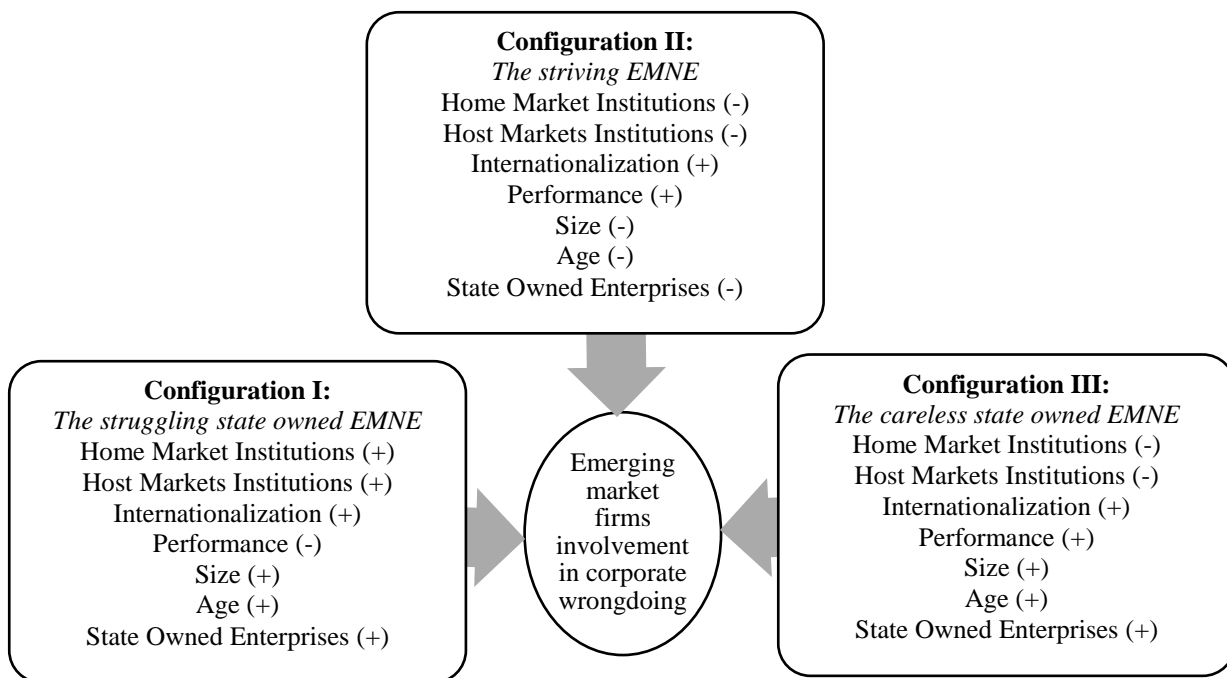 Configuration II:
The striving EMNE
Home Market Institutions (-)
Host Markets Institutions (-)
Internationalization (+)
Performance (+)
Size (-)
Age (-)
State Owned Enterprises (-)
Configuration I:
The struggling state owned EMNE
Home Market Institutions (+)
Host Markets Institutions (+)
Internationalization (+)
Performance (-)
Size (+)
Age (+)
State Owned Enterprises (+)
Emerging
market
firms
involvement
in corporate
wrongdoing
Configuration III:
The careless state owned EMNE
Home Market Institutions (-)
Host Markets Institutions (-)
Internationalization (+)
Performance (+)
Size (+)
Age (+)
State Owned Enterprises (+)